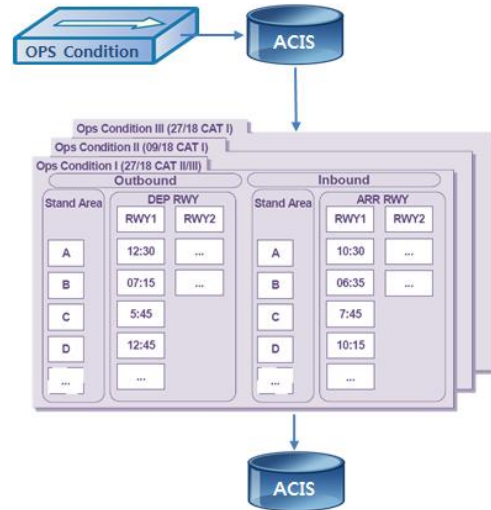 OPS Condition
ACIS
Ops Condition III (27/18 CAT I)
Ops Condition II (09/18 CAT I)
Ops Condition I (27/18 CAT II/III)
Outbound
Inbound
Stand Area
DEP RWY
Stand Area
ARR RWY
RWY1 RWY2
RWY1 RWY2
A 12:30 ...
A 10:30 ...
B 07:15 ...
B 06:35 ...
C 5:45
C 7:45
D 12:45
D 10:15
... ...
... ...
ACIS